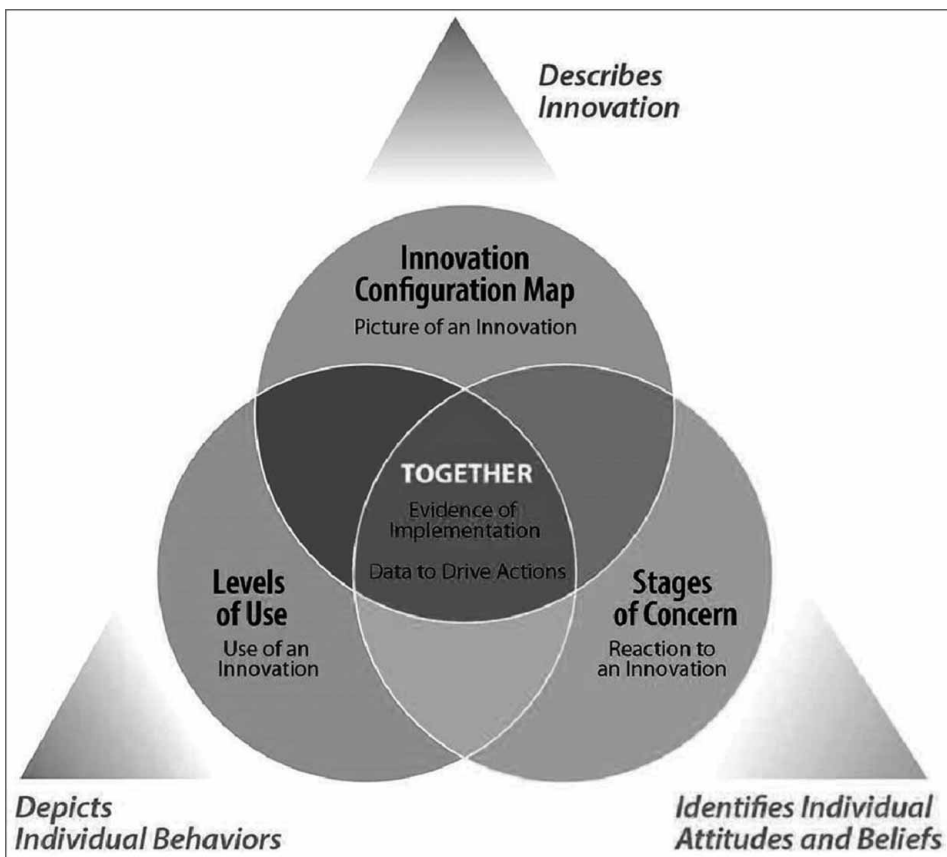 Describes
Innovation
Innovation
Configuration Map
Picture of an Innovation
TOGETHER
Evidence of
Implementation
Data to Drive Actions
Levels
of Use
Use of an
Innovation
Stages
of Concern
Reaction to
an Innovation
Depicts
Individual Behaviors
Identifies Individual
Attitudes and Beliefs